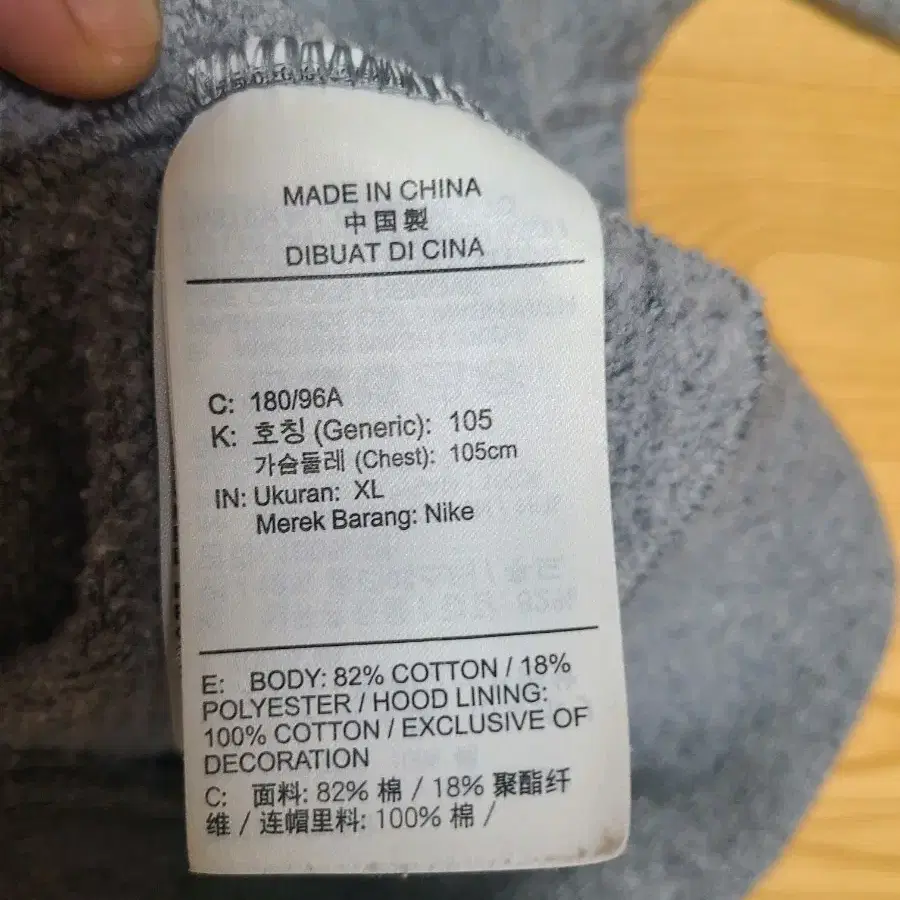 MADE IN CHINA
中国製
DIBUAT DI CINA
C: 180/96A
K: 호칭 (Generic): 105
가슴둘레 (Chest): 105cm
IN: Ukuran: XL
Merek Barang: Nike
E: BODY: 82% COTTON / 18%
POLYESTER / HOOD LINING:
100% COTTON / EXCLUSIVE OF
DECORATION
C: 面料: 82% 棉 / 18% 聚酯纤
维 / 连帽里料: 100% 棉 /